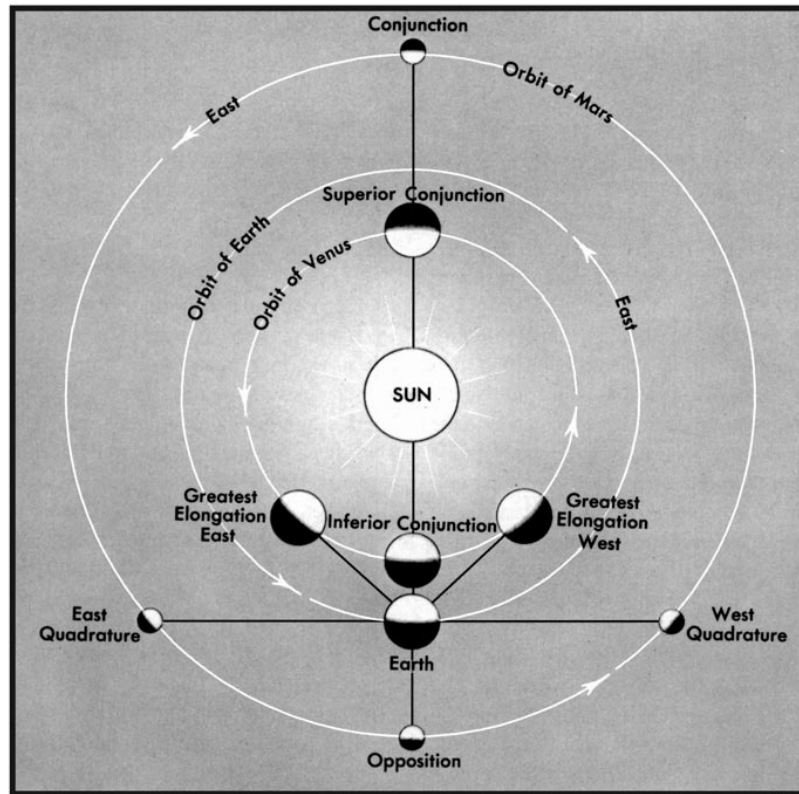 Conjunction
Orbit of Mars
East
Superior Conjunction
Orbit of Earth
Orbit of Venus
East
SUN
Greatest
Elongation
East
Inferior Conjunction
Greatest
Elongation
West
East
Quadrature
West
Quadrature
Earth
Opposition